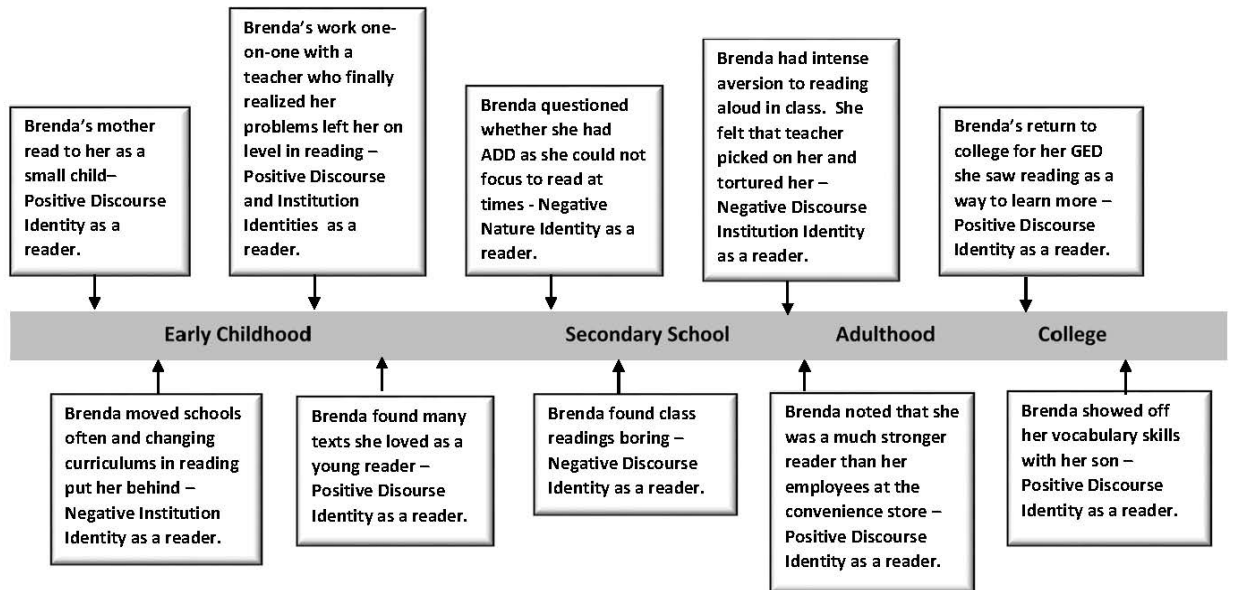 Brenda's mother
read to her as a
small child–
Positive Discourse
Identity as a
reader.
Brenda's work one-
on-one with a
teacher who finally
realized her
problems left her on
level in reading –
Positive Discourse
and Institution
Identities as a
reader.
Brenda questioned
whether she had
ADD as she could not
focus to read at
times - Negative
Nature Identity as a
reader.
Brenda had intense
aversion to reading
aloud in class. She
felt that teacher
picked on her and
tortured her –
Negative Discourse
Institution Identity
as a reader.
Brenda's return to
college for her GED
she saw reading as a
way to learn more –
Positive Discourse
Identity as a reader.
Early Childhood
Secondary School
Adulthood
College
Brenda moved schools
often and changing
curriculums in reading
put her behind –
Negative Institution
Identity as a reader.
Brenda found many
texts she loved as a
young reader –
Positive Disourse
Identity as a reader.
Brenda found class
readings boring –
Negative Discourse
Identity as a reader.
Brenda noted that she
was a much stronger
reader than her
employees at the
convenience store –
Positive Discourse
Identity as a reader.
Brenda showed off
her vocabulary skills
with her son –
Positive Discourse
Identity as a reader.